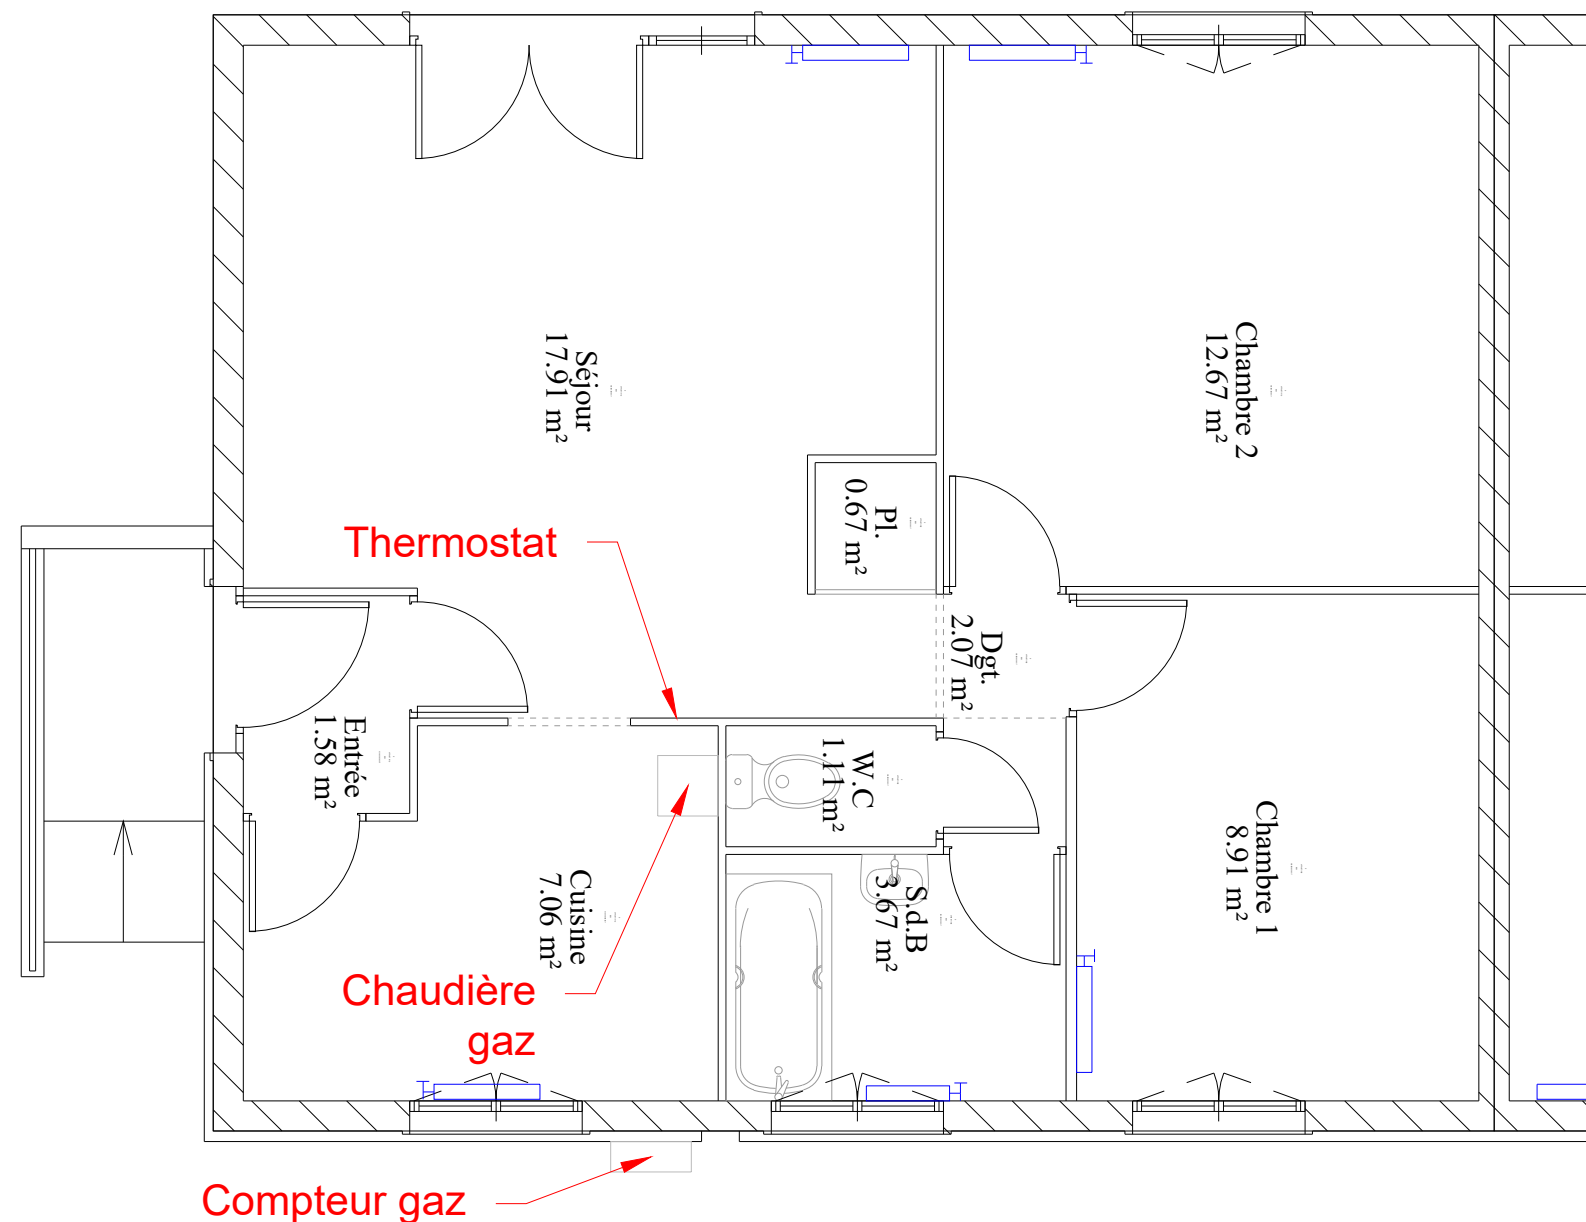 Séjour
17.91 m²
Chambre 2
12.67 m²
Pl.
0.67 m²
Thermostat
Dgt.
2.07 m²
Entrée
1.58 m²
W.C
1.11 m²
Chambre 1
8.91 m²
Cuisine
7.06 m²
S.d.B
3.67 m²
Chaudière
gaz
Compteur gaz